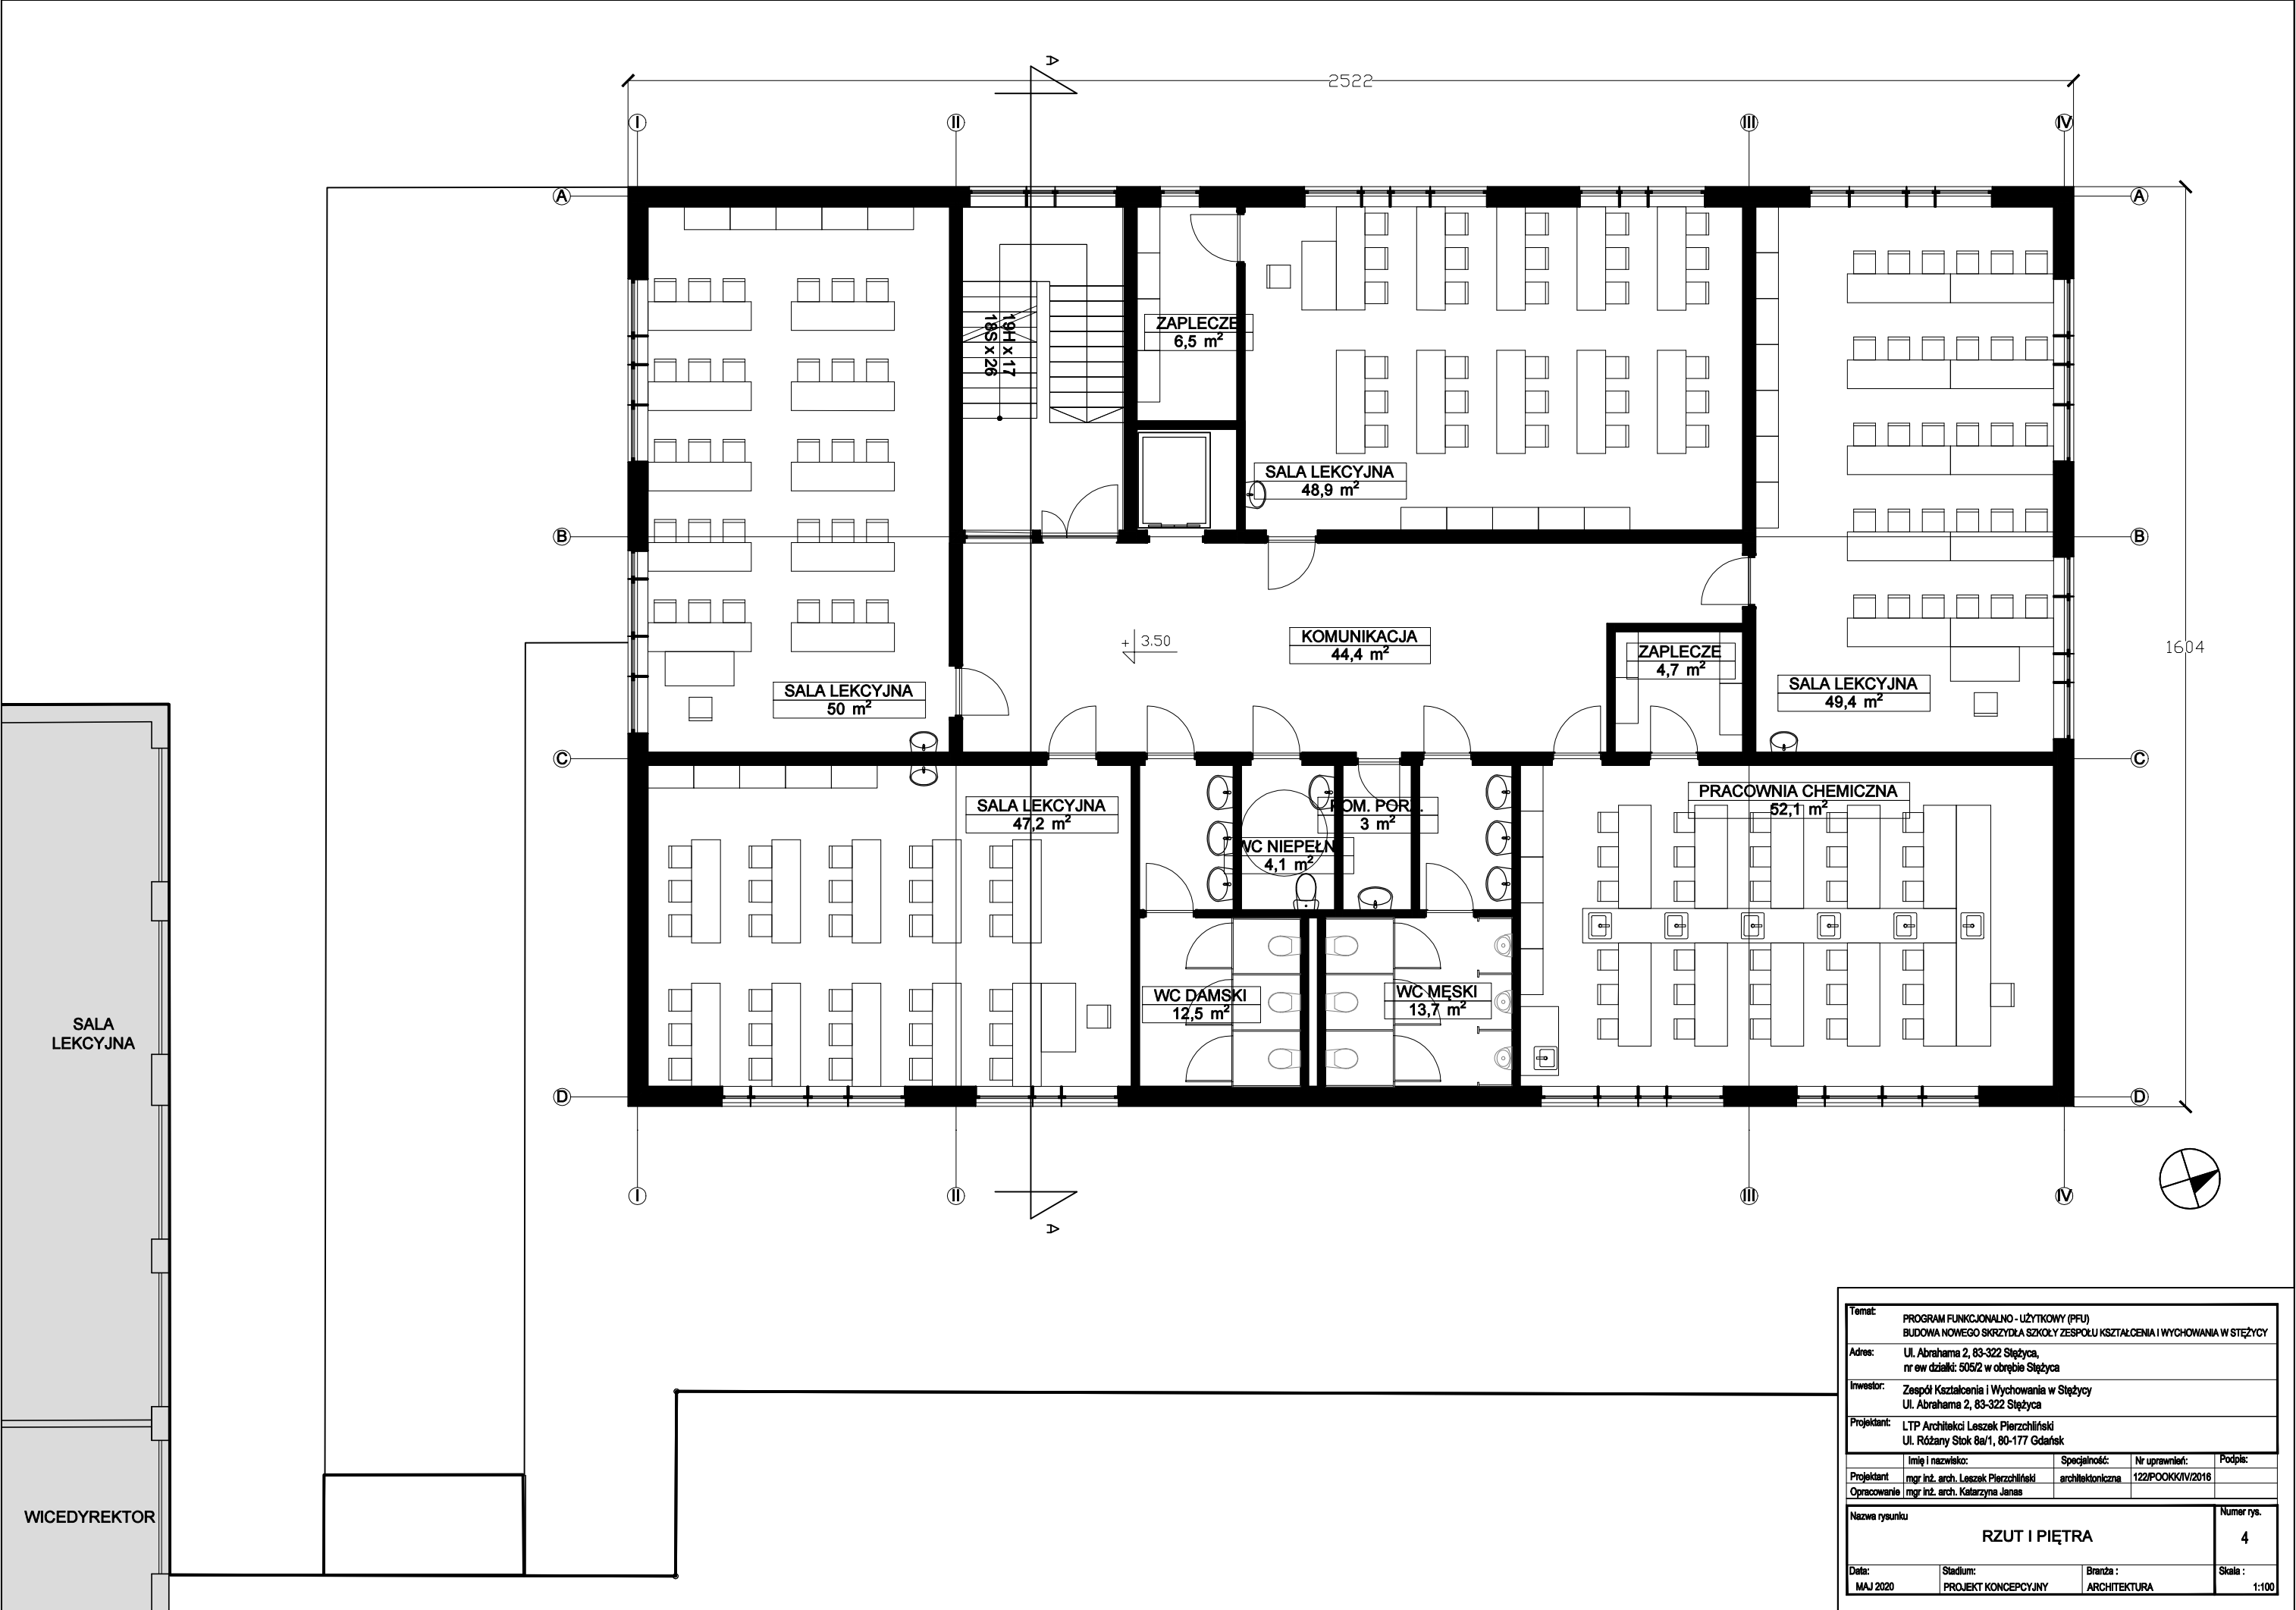 A
2522
I
II
III
IV
A
A
ZAPLECZE
6,5 m²
19H x 17
18S x 26
SALA LEKCYJNA
48,9 m²
B
B
KOMUNIKACJA
44,4 m²
+ 3.50
ZAPLECZE
4,7 m²
1604
SALA LEKCYJNA
50 m²
SALA LEKCYJNA
49,4 m²
C
C
SALA LEKCYJNA
47,2 m²
POM. PORZ.
3 m²
WC NIEPEŁN
4,1 m²
PRACOWNIA CHEMICZNA
52,1 m²
WC DAMSKI
12,5 m²
WC MĘSKI
13,7 m²
SALA
LEKCYJNA
D
D
I
II
III
IV
A
WICEDYREKTOR
Temat:
PROGRAM FUNKCJONALNO - UŻYTKOWY (PFU)
BUDOWA NOWEGO SKRZYDŁA SZKOŁY ZESPOŁU KSZTAŁCENIA I WYCHOWANIA W STĘŻYCY
Adres:
Ul. Abrahama 2, 83-322 Stężyca,
nr ew działki: 505/2 w obrębie Stężyca
Inwestor:
Zespół Kształcenia i Wychowania w Stężycy
Ul. Abrahama 2, 83-322 Stężyca
Projektant:
LTP Architekci Leszek Pierzchliński
Ul. Różany Stok 8a/1, 80-177 Gdańsk
Imię i nazwisko: Specjalność: Nr uprawnień: Podpis:
Projektant mgr inż. arch. Leszek Pierzchliński architektoniczna 122/POOKK/IV/2016
Opracowanie mgr inż. arch. Katarzyna Janas
Nazwa rysunku
RZUT I PIĘTRA
Numer rys.
4
Data:
MAJ 2020
Stadium:
PROJEKT KONCEPCYJNY
Branża :
ARCHITEKTURA
Skala :
1:100